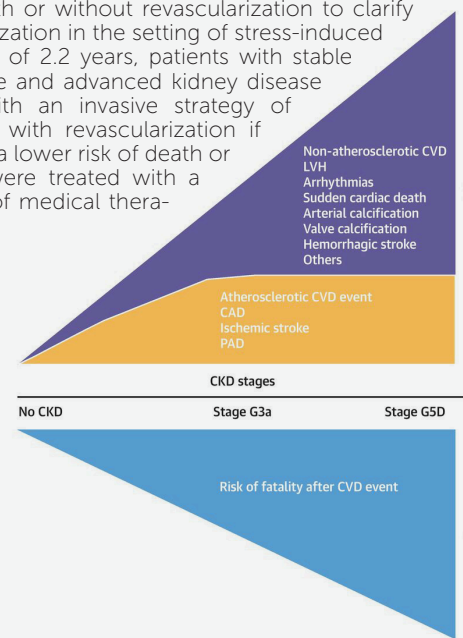 th or without revascularization to clarify
zation in the setting of stress-induced
of 2.2 years, patients with stable
e and advanced kidney disease
ith an invasive strategy of
with revascularization if
a lower risk of death or
were treated with a
of medical thera-
Non-atherosclerotic CVD
LVH
Arrhythmias
Sudden cardiac death
Arterial calcification
Valve calcification
Hemorrhagic stroke
Others
Atherosclerotic CVD event
CAD
Ischemic stroke
PAD
CKD stages
No CKD Stage G3a Stage G5D
Risk of fatality after CVD event